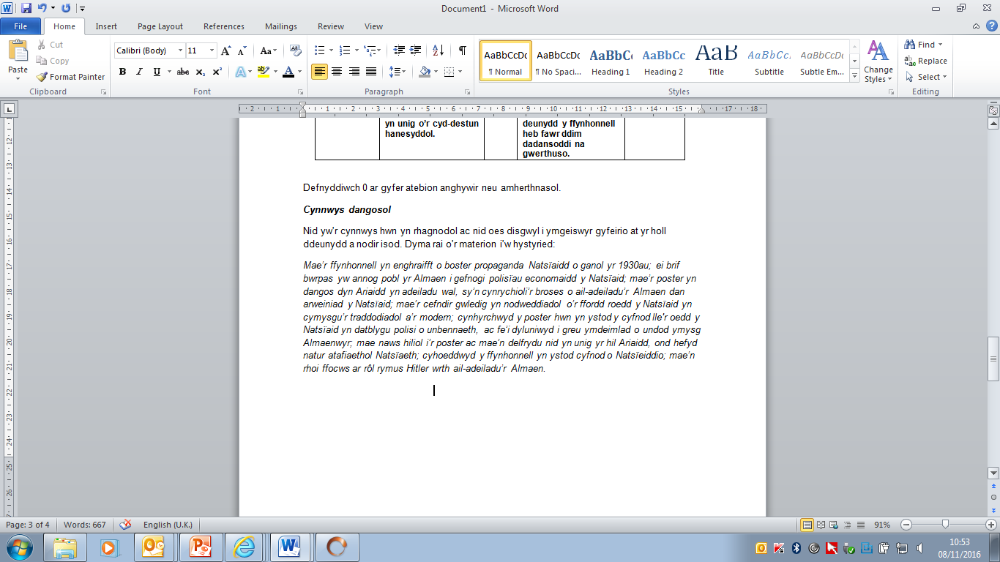 Document1 - Microsoft Word
File Home Insert Page Layout References Mailings Review View
Paste
Cut
Copy
Format Painter
Clipboard
Calibri (Body) 11
Font
Paragraph
AaBbCcDc AaBbCcDc AaBbCc AaBbCc AaB AaBbCc. AaBbCcDc
¶ Normal ¶ No Spaci... Heading 1 Heading 2 Title Subtitle Subtle Em...
Change Styles
Styles
Find
Replace
Select
Editing
yn unig o'r cyd-destun
hanesyddol.
deunydd y ffynhonnell
heb fawr ddim
dadansoddi na
gwerthuso.
Defnyddiwch 0 ar gyfer atebion anghywir neu amherthnasol.
Cynnwys dangosol
Nid yw'r cynnwys hwn yn rhagnodol ac nid oes disgwyl i ymgeiswyr gyfeirio at yr holl
ddeunydd a nodir isod. Dyma rai o'r materion i'w hystyried:
Mae'r ffynhonnell yn enghraifft o boster propaganda Natsïaidd o ganol yr 1930au; ei brif
bwrpas yw annog pobl yr Almaen i gefnogi polisïau economaidd y Natsïaid; mae'r poster yn
dangos dyn Ariaidd yn adeiladu wal, sy'n cynrychioli'r broses o ail-adeiladu'r Almaen dan
arweiniad y Natsïaid; mae'r cefndir gwledig yn nodweddiadol o'r ffordd roedd y Natsïaid yn
cymysgu'r traddodiadol a'r modern; cynhyrchwyd y poster hwn yn ystod y cyfnod lle'r oedd y
Natsïaid yn datblygu polisi o unbennaeth, ac fe'i dyluniwyd i greu ymdeimlad o undod ymysg
Almaenwyr; mae naws hiliol i'r poster ac mae'n delfrydu nid yn unig yr hil Ariaidd, ond hefyd
natur atafiaethol Natsïaeth; cyhoeddwyd y ffynhonnell yn ystod cyfnod o Natsïeiddio; mae'n
rhoi ffocws ar rôl rymus Hitler wrth ail-adeiladu'r Almaen.
Page: 3 of 4 Words: 667 English (U.K.) 91%
10:53
08/11/2016